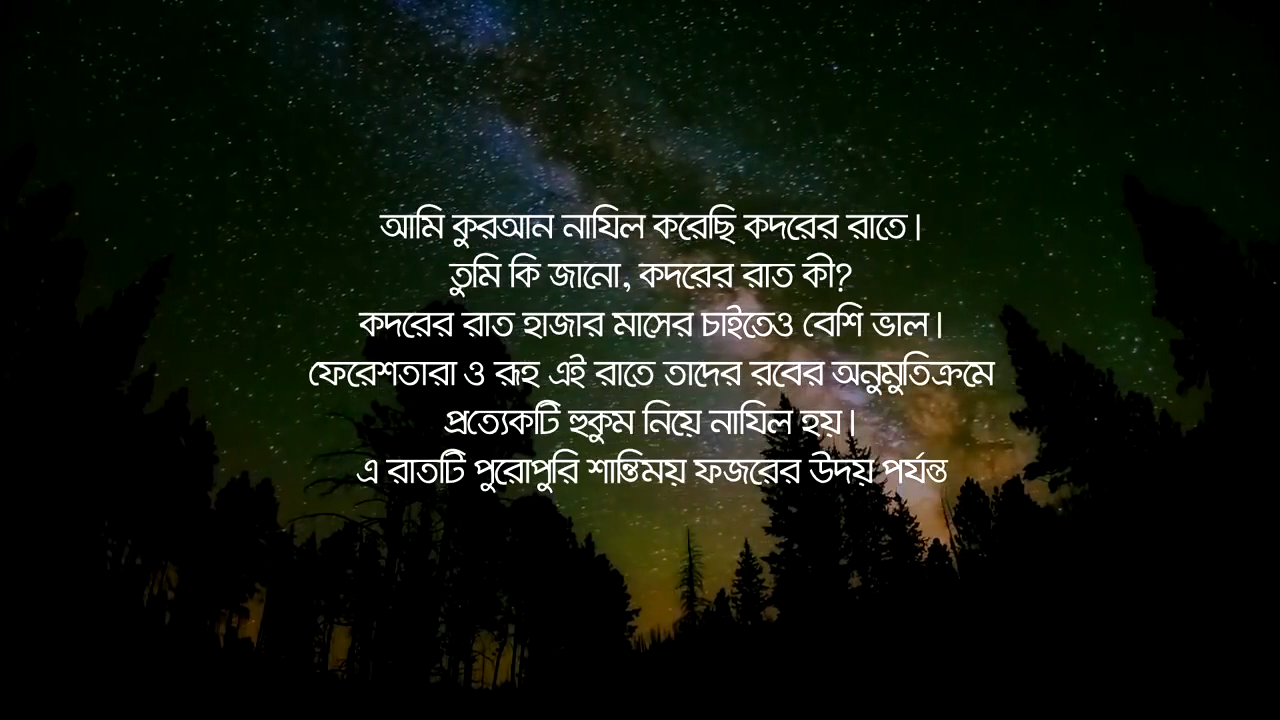 আমি কুরআন নাযিল করেছি কদরের রাতে।
তুমি কি জানো, কদরের রাত কী?
কদরের রাত হাজার মাসের চাইতেও বেশি ভাল।
ফেরেশতারা ও রূহ এই রাতে তাদের রবের অনুমুতিক্রমে
প্রত্যেকটি হুকুম নিয়ে নাযিল হয়।
এ রাতটি পুরোপুরি শান্তিময় ফজরের উদয় পর্যন্ত